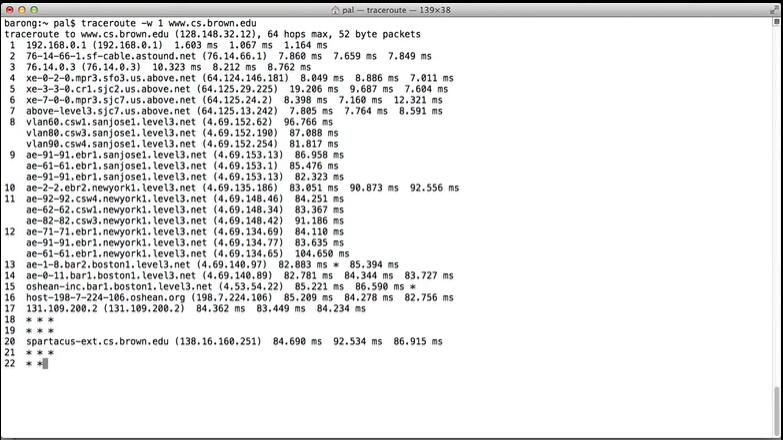 pal — traceroute — 139×38
barong:~ pal$ traceroute -w 1 www.cs.brown.edu
traceroute to www.cs.brown.edu (128.148.32.12), 64 hops max, 52 byte packets
1 192.168.0.1 (192.168.0.1) 1.603 ms 1.067 ms 1.164 ms
2 76-14-66-1.sf-cable.astound.net (76.14.66.1) 7.860 ms 7.659 ms 7.849 ms
3 76.14.0.3 (76.14.0.3) 10.323 ms 8.212 ms 8.762 ms
4 xe-0-2-0.mpr3.sfo3.us.above.net (64.124.146.181) 8.049 ms 8.886 ms 7.011 ms
5 xe-3-3-0.cr1.sjc2.us.above.net (64.125.29.225) 19.206 ms 9.687 ms 7.604 ms
6 xe-7-0-0.mpr3.sjc7.us.above.net (64.125.24.2) 8.398 ms 7.160 ms 12.321 ms
7 above-level3.sjc7.us.above.net (64.125.13.242) 7.805 ms 7.764 ms 8.591 ms
8 vlan60.csw1.sanjose1.level3.net (4.69.152.62) 96.766 ms
vlan80.csw3.sanjose1.level3.net (4.69.152.190) 87.088 ms
vlan90.csw4.sanjose1.level3.net (4.69.152.254) 81.817 ms
9 ae-91-91.ebr1.sanjose1.level3.net (4.69.153.13) 86.958 ms
ae-61-61.ebr1.sanjose1.level3.net (4.69.153.1) 85.476 ms
ae-91-91.ebr1.sanjose1.level3.net (4.69.153.13) 82.323 ms
10 ae-2-2.ebr2.newyork1.level3.net (4.69.135.186) 83.051 ms 90.873 ms 92.556 ms
11 ae-92-92.csw4.newyork1.level3.net (4.69.148.46) 84.251 ms
ae-62-62.csw1.newyork1.level3.net (4.69.148.34) 83.367 ms
ae-82-82.csw3.newyork1.level3.net (4.69.148.42) 91.186 ms
12 ae-71-71.ebr1.newyork1.level3.net (4.69.134.69) 84.110 ms
ae-91-91.ebr1.newyork1.level3.net (4.69.134.77) 83.635 ms
ae-61-61.ebr1.newyork1.level3.net (4.69.134.65) 104.650 ms
13 ae-1-8.bar2.boston1.level3.net (4.69.140.97) 82.883 ms * 85.394 ms
14 ae-0-11.bar1.boston1.level3.net (4.69.140.89) 82.781 ms 84.344 ms 83.727 ms
15 oshean-inc.bar1.boston1.level3.net (4.53.54.22) 85.221 ms 86.590 ms *
16 host-198-7-224-106.oshean.org (198.7.224.106) 85.209 ms 84.278 ms 82.756 ms
17 131.109.200.2 (131.109.200.2) 84.362 ms 83.449 ms 84.234 ms
18 * * *
19 * * *
20 spartacus-ext.cs.brown.edu (138.16.160.251) 84.690 ms 92.534 ms 86.915 ms
21 * * *
22 * *